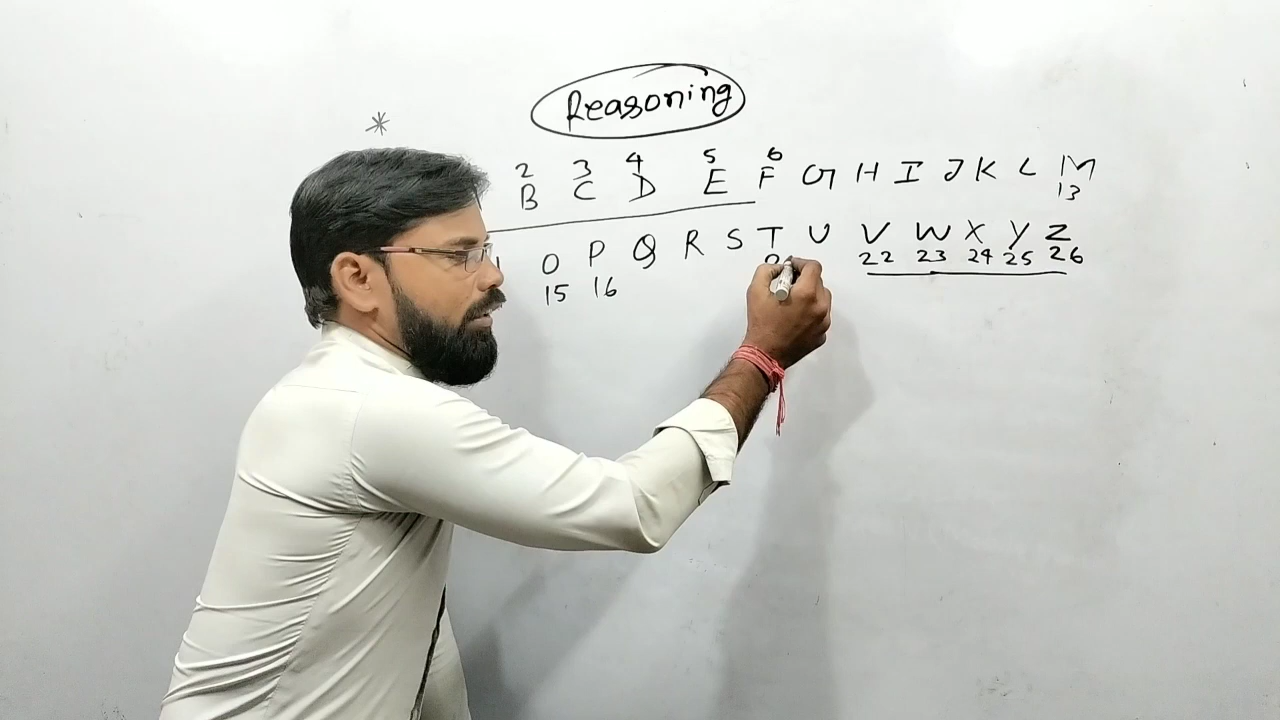 Reasoning
*
2 3 4 5 6
B C D E F G H I J K L M
13
O P Q R S T U V W X Y Z
15 16 22 23 24 25 26